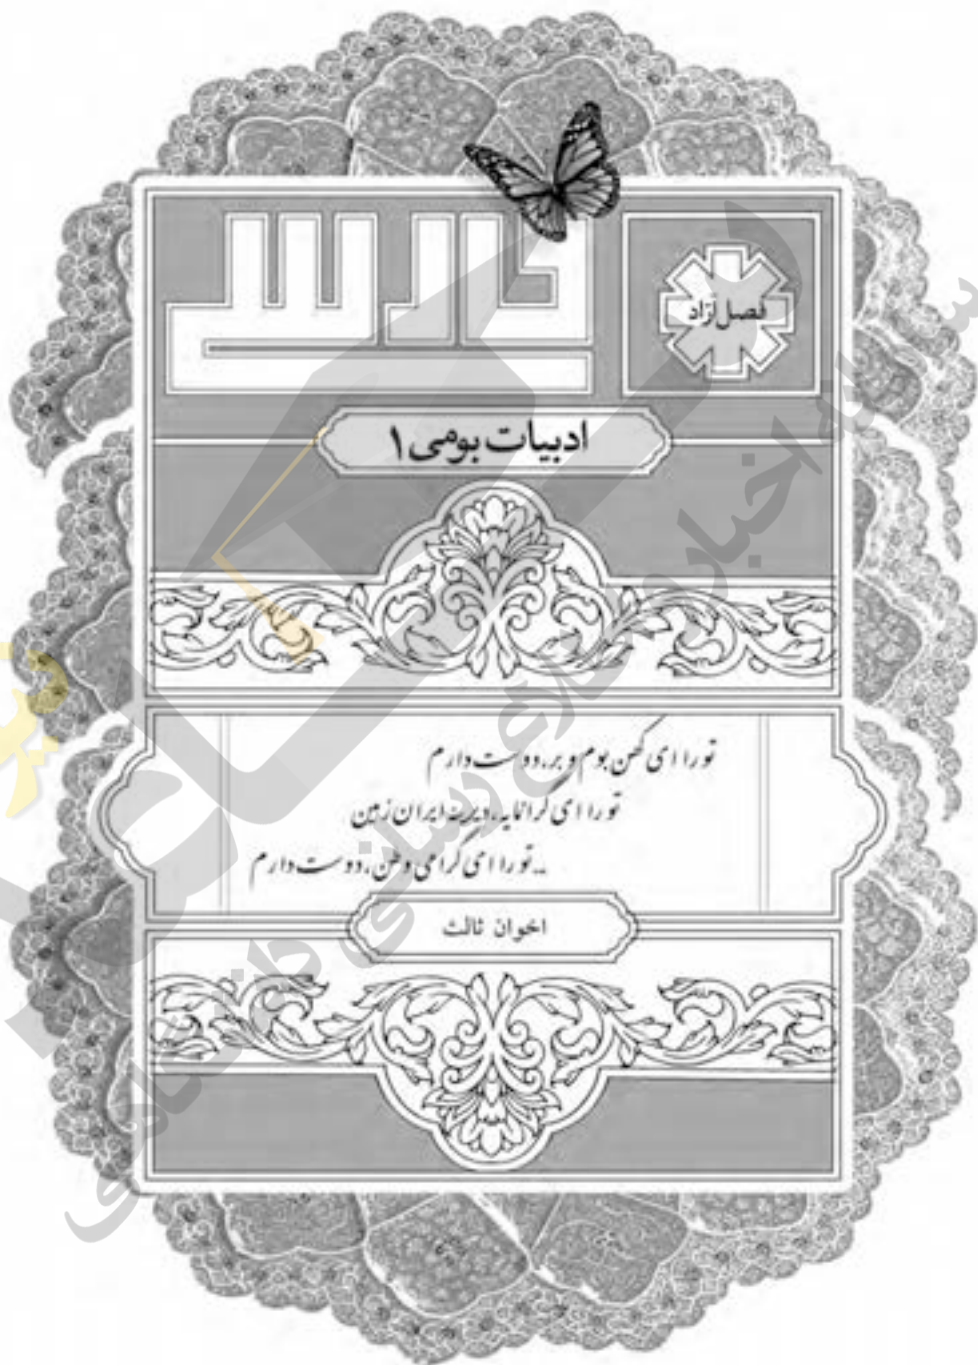 فارسی
فصل آزاد
ادبیات بومی ۱
تو را ای کهن بوم و بر، دوست دارم
تو را ای گرانمایه، دیرینه ایران زمین
...تو را ای گرامی وطن، دوست دارم
اخوان ثالث